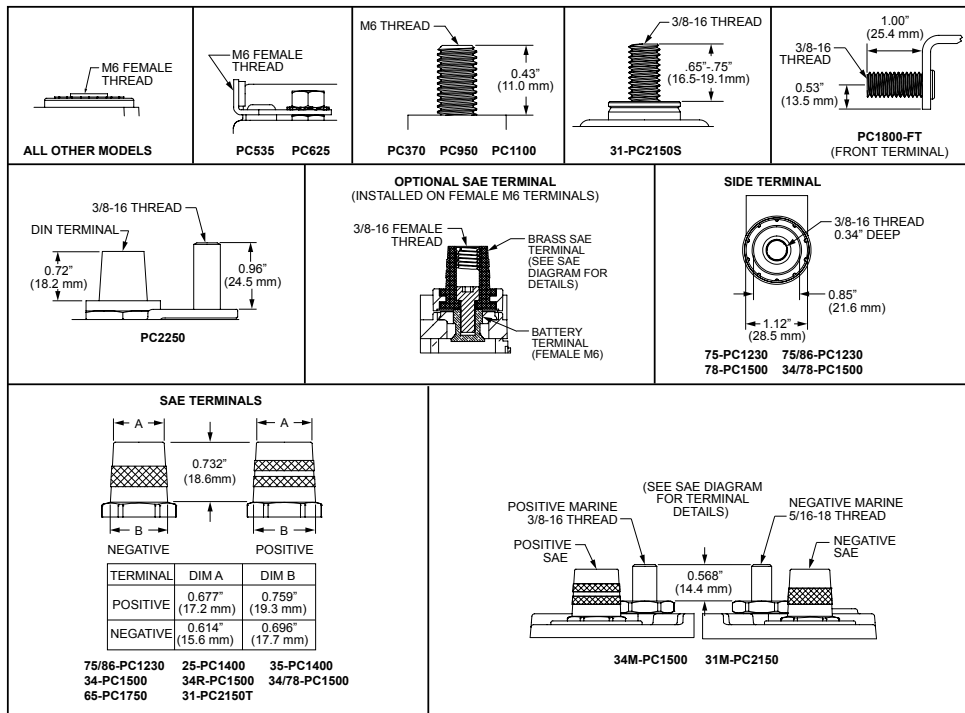 M6 FEMALE
THREAD
ALL OTHER MODELS
M6 FEMALE
THREAD
PC535 PC625
M6 THREAD
0.43”
(11.0 mm)
PC370 PC950 PC1100
3/8-16 THREAD
.65”-.75”
(16.5-19.1mm)
31-PC2150S
1.00”
(25.4 mm)
3/8-16
THREAD
0.53”
(13.5 mm)
PC1800-FT
(FRONT TERMINAL)
3/8-16 THREAD
DIN TERMINAL
0.72”
(18.2 mm)
0.96”
(24.5 mm)
PC2250
OPTIONAL SAE TERMINAL
(INSTALLED ON FEMALE M6 TERMINALS)
3/8-16 FEMALE
THREAD
BRASS SAE
TERMINAL
(SEE SAE
DIAGRAM FOR
DETAILS)
BATTERY
TERMINAL
(FEMALE M6)
SIDE TERMINAL
3/8-16 THREAD
0.34” DEEP
0.85”
(21.6 mm)
1.12”
(28.5 mm)
75-PC1230 75/86-PC1230
78-PC1500 34/78-PC1500
SAE TERMINALS
A A
0.732”
(18.6mm)
B B
NEGATIVE POSITIVE
TERMINAL DIM A DIM B
POSITIVE 0.677” (17.2 mm) 0.759” (19.3 mm)
NEGATIVE 0.614” (15.6 mm) 0.696” (17.7 mm)
75/86-PC1230 25-PC1400 35-PC1400
34-PC1500 34R-PC1500 34/78-PC1500
65-PC1750 31-PC2150T
(SEE SAE DIAGRAM
FOR TERMINAL
DETAILS)
POSITIVE MARINE
3/8-16 THREAD
POSITIVE
SAE
NEGATIVE MARINE
5/16-18 THREAD
NEGATIVE
SAE
0.568”
(14.4 mm)
34M-PC1500 31M-PC2150